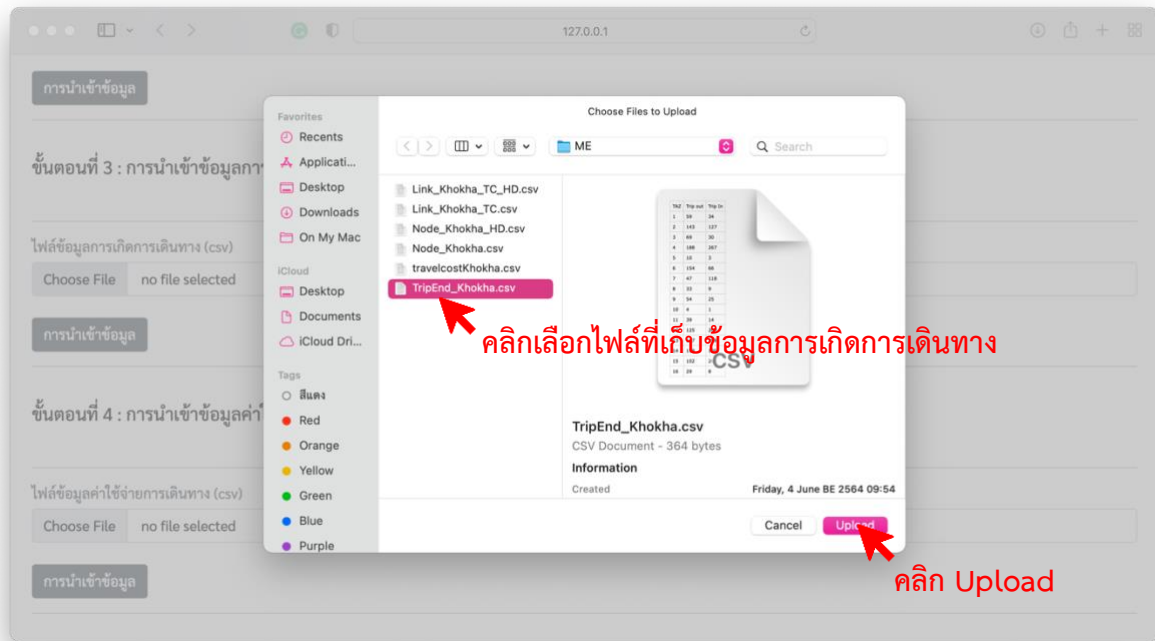 127.0.0.1
การนำเข้าข้อมูล
ขั้นตอนที่ 3 : การนำเข้าข้อมูลกา
ไฟล์ข้อมูลการเกิดการเดินทาง (csv)
Choose File no file selected
การนำเข้าข้อมูล
ขั้นตอนที่ 4 : การนำเข้าข้อมูลค่า
ไฟล์ข้อมูลค่าใช้จ่ายการเดินทาง (csv)
Choose File no file selected
การนำเข้าข้อมูล
Choose Files to Upload
Favorites
Recents
Applicati...
Desktop
Downloads
On My Mac
iCloud
Desktop
Documents
iCloud Dri...
Tags
สีแดง
Red
Orange
Yellow
Green
Blue
Purple
ME
Search
Link_Khokha_TC_HD.csv
Link_Khokha_TC.csv
Node_Khokha_HD.csv
Node_Khokha.csv
travelcostKhokha.csv
TripEnd_Khokha.csv
TAZ Trip out Trip In
คลิกเลือกไฟล์ที่เก็บข้อมูลการเกิดการเดินทาง
CSV
TripEnd_Khokha.csv
CSV Document - 364 bytes
Information
Created Friday, 4 June BE 2564 09:54
Cancel Upload
คลิก Upload